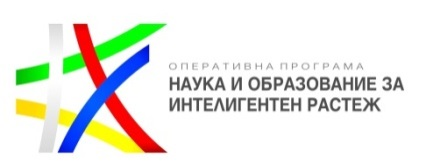 ОПЕРАТИВНА ПРОГРАМА
НАУКА И ОБРАЗОВАНИЕ ЗА
ИНТЕЛИГЕНТЕН РАСТЕЖ